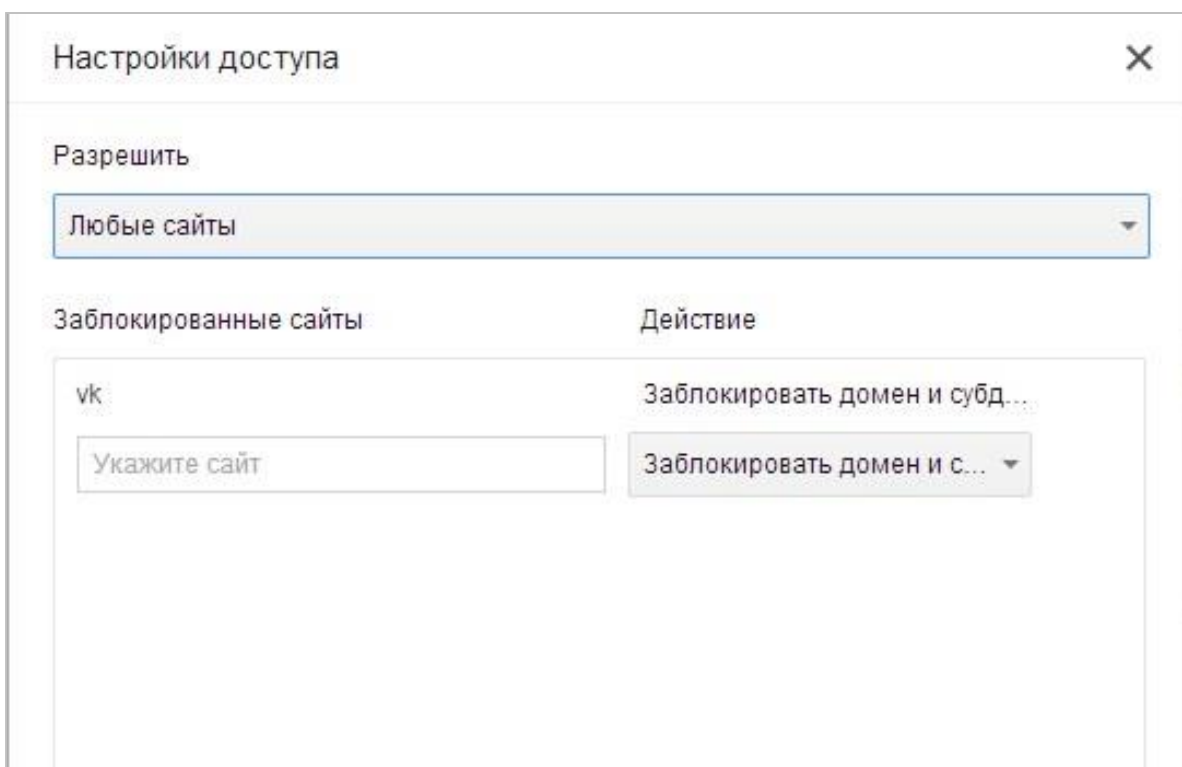 Настройки доступа
Разрешить
Любые сайты
Заблокированные сайты Действие
vk Заблокировать домен и субд...
Укажите сайт Заблокировать домен и с...